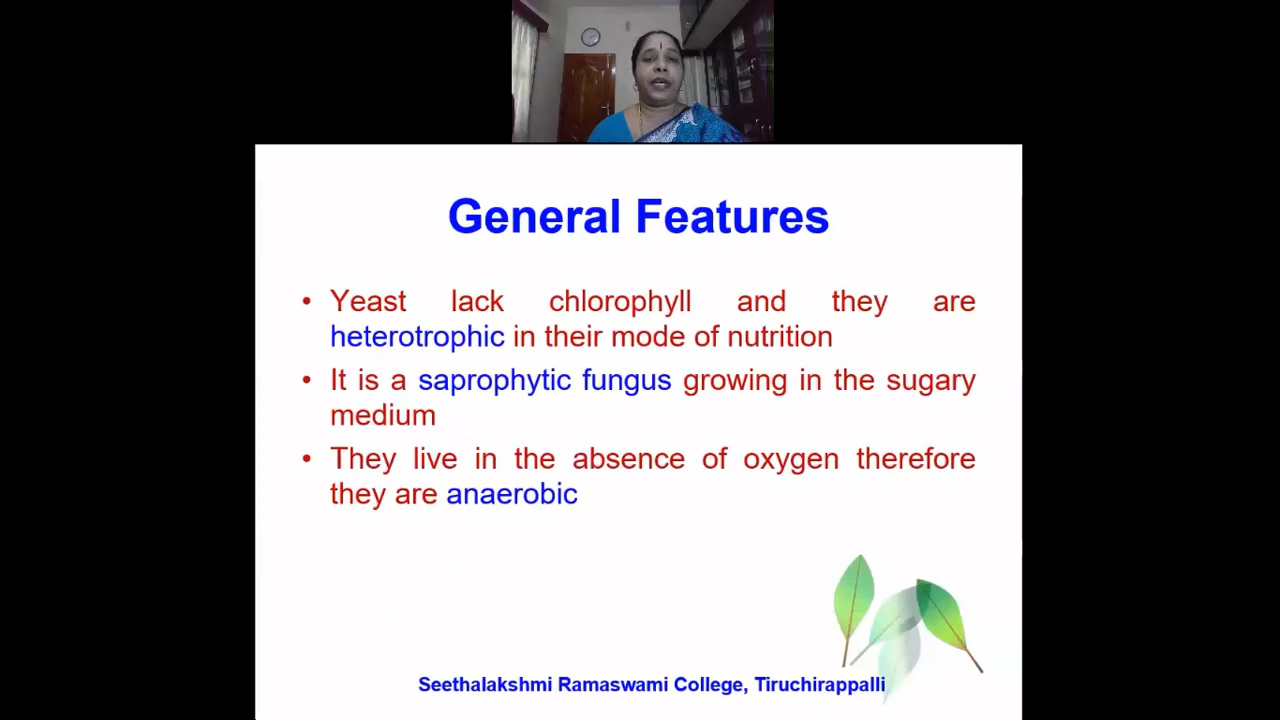 General Features
• Yeast lack chlorophyll and they are
heterotrophic in their mode of nutrition
• It is a saprophytic fungus growing in the sugary
medium
• They live in the absence of oxygen therefore
they are anaerobic
Seethalakshmi Ramaswami College, Tiruchirappalli